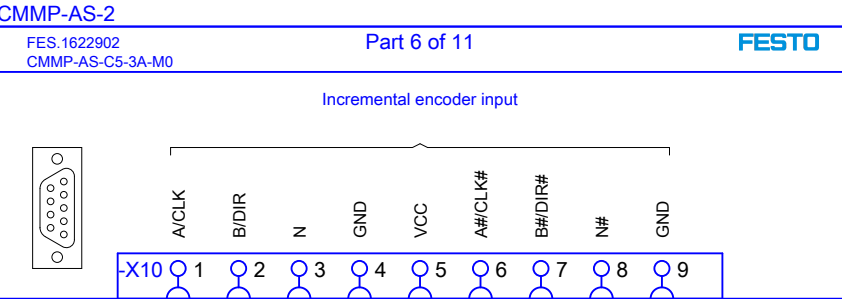 CMMP-AS-2
FES.1622902
CMMP-AS-C5-3A-M0
Part 6 of 11
FESTO
Incremental encoder input
A/CLK
B/DIR
N
GND
VCC
A#/CLK#
B#/DIR#
N#
GND
-X10 1 2 3 4 5 6 7 8 9